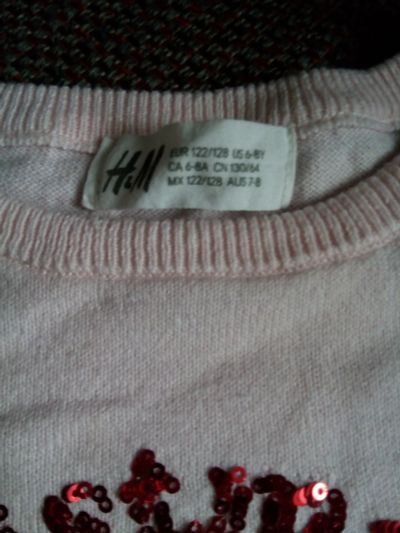 H&M
EUR 122/128 US 6-8Y
CA 6-8A CN 130/64
MX 122/128 AUS 7-8